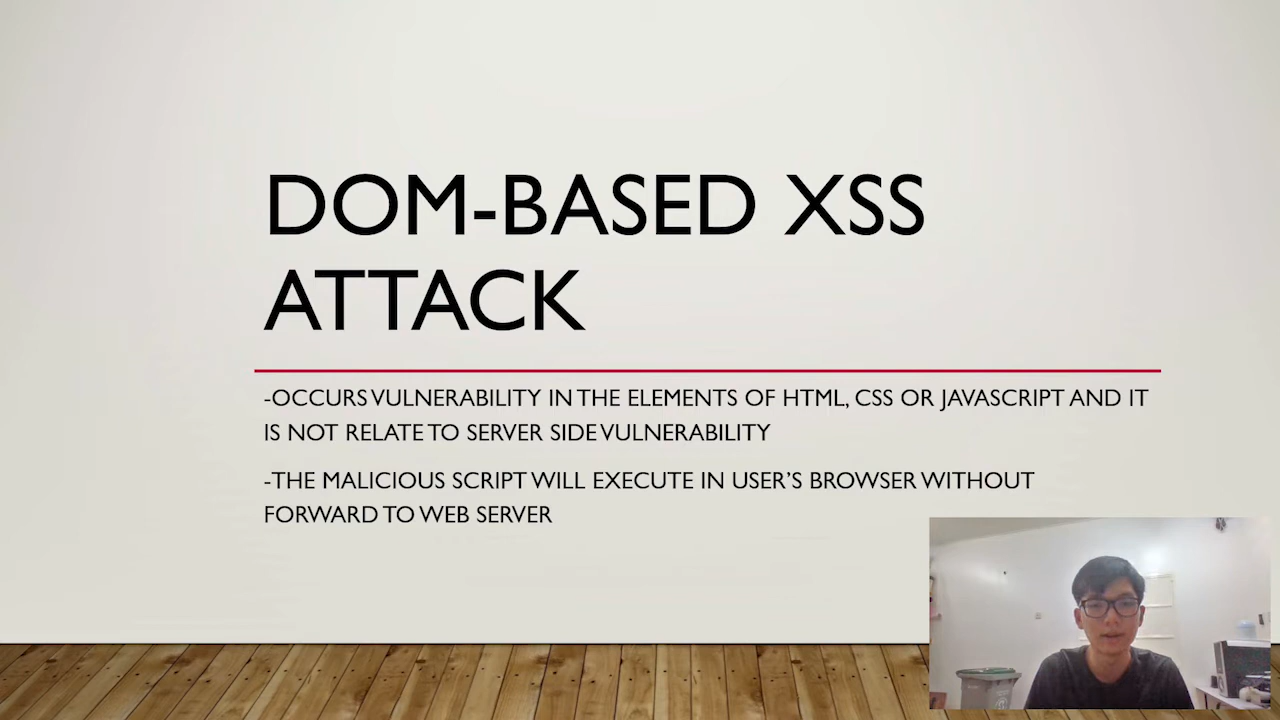 DOM-BASED XSS
ATTACK
-OCCURS VULNERABILITY IN THE ELEMENTS OF HTML, CSS OR JAVASCRIPT AND IT
IS NOT RELATE TO SERVER SIDE VULNERABILITY
-THE MALICIOUS SCRIPT WILL EXECUTE IN USER'S BROWSER WITHOUT
FORWARD TO WEB SERVER